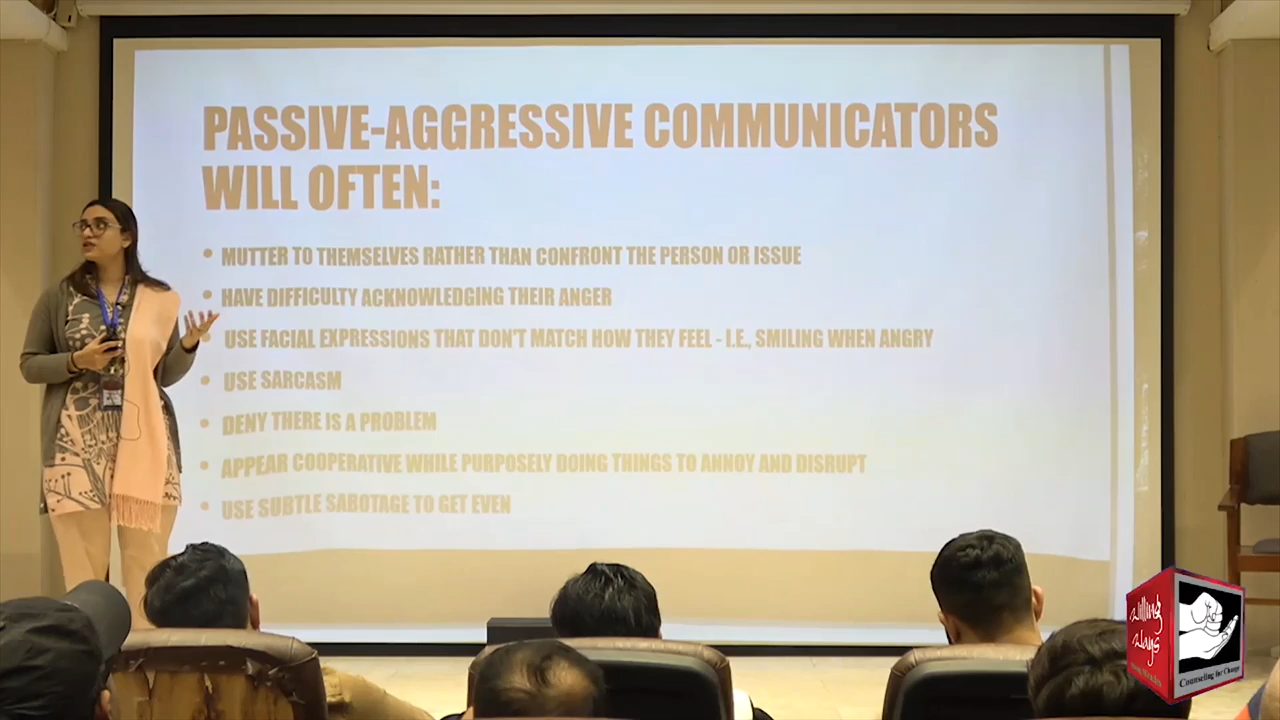 PASSIVE-AGGRESSIVE COMMUNICATORS
WILL OFTEN:
• MUTTER TO THEMSELVES RATHER THAN CONFRONT THE PERSON OR ISSUE
• HAVE DIFFICULTY ACKNOWLEDGING THEIR ANGER
USE FACIAL EXPRESSIONS THAT DON'T MATCH HOW THEY FEEL - I.E., SMILING WHEN ANGRY
• USE SARCASM
• DENY THERE IS A PROBLEM
• APPEAR COOPERATIVE WHILE PURPOSELY DOING THINGS TO ANNOY AND DISRUPT
• USE SUBTLE SABOTAGE TO GET EVEN
Willing
Ways
Counseling for Change